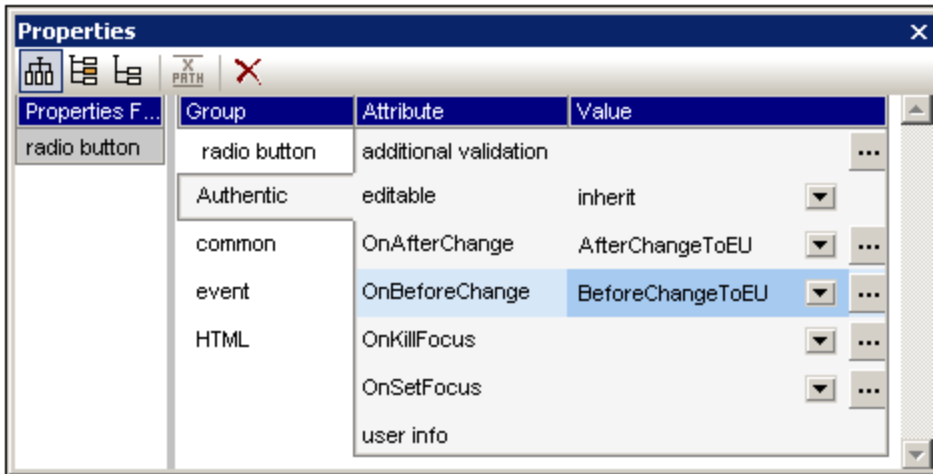 Properties
X
PATH
Properties F... Group Attribute Value
radio button radio button additional validation ...
Authentic editable inherit
common OnAfterChange AfterChangeToEU ...
event OnBeforeChange BeforeChangeToEU ...
HTML OnKillFocus ...
OnSetFocus ...
user info